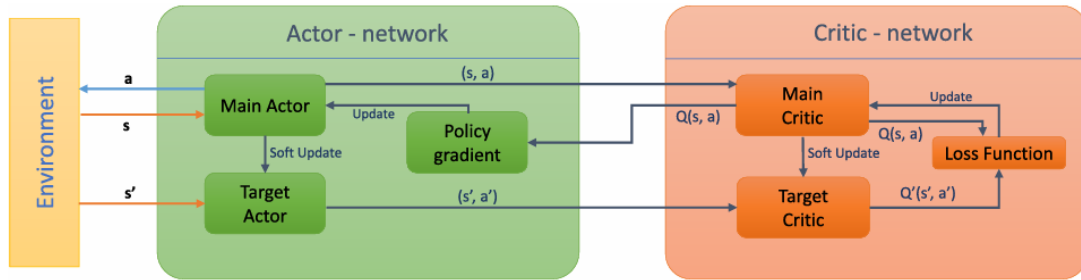 Environment
a
s
s'
Actor - network
Main Actor
Update
Policy
gradient
Soft Update
Target
Actor
(s, a)
Q(s, a)
(s', a')
Critic - network
Main
Critic
Update
Q(s, a)
Loss Function
Soft Update
Target
Critic
Q'(s', a')